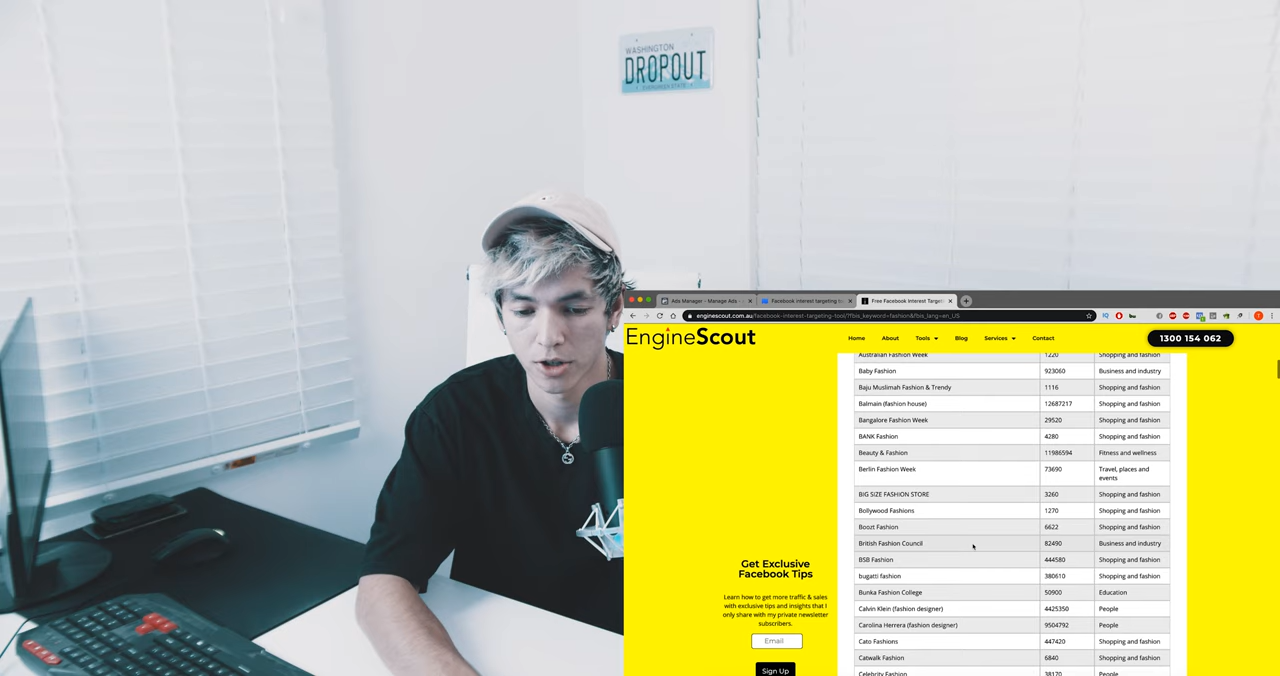 WASHINGTON
DROPOUT
EVERGREEN STATE
Ads Manager - Manage Ads -
Facebook interest targeting
Free Facebook Interest Target
enginescout.com.au/facebook-interest-targeting-tool/?fbis_keyword=fashion&fbis_lang=en_US
EngineScout
Home About Tools Blog Services Contact
1300 154 062
Australian Fashion Week 1220 Shopping and fashion
Baby Fashion 923060 Business and industry
Baju Muslimah Fashion & Trendy 1116 Shopping and fashion
Balmain (fashion house) 12687217 Shopping and fashion
Bangalore Fashion Week 29520 Shopping and fashion
BANK Fashion 4280 Shopping and fashion
Beauty & Fashion 11986594 Fitness and wellness
Berlin Fashion Week 73690 Travel, places and
events
BIG SIZE FASHION STORE 3260 Shopping and fashion
Bollywood Fashions 1270 Shopping and fashion
Boozt Fashion 6622 Shopping and fashion
British Fashion Council 82490 Business and industry
BSB Fashion 444580 Shopping and fashion
bugatti fashion 380610 Shopping and fashion
Bunka Fashion College 50900 Education
Calvin Klein (fashion designer) 4425350 People
Carolina Herrera (fashion designer) 9504792 People
Cato Fashions 447420 Shopping and fashion
Catwalk Fashion 6840 Shopping and fashion
Celebrity Fashion 38170 People
Get Exclusive
Facebook Tips
Learn how to get more traffic & sales
with exclusive tips and insights that I
only share with my private newsletter
subscribers.
Email
Sign Up